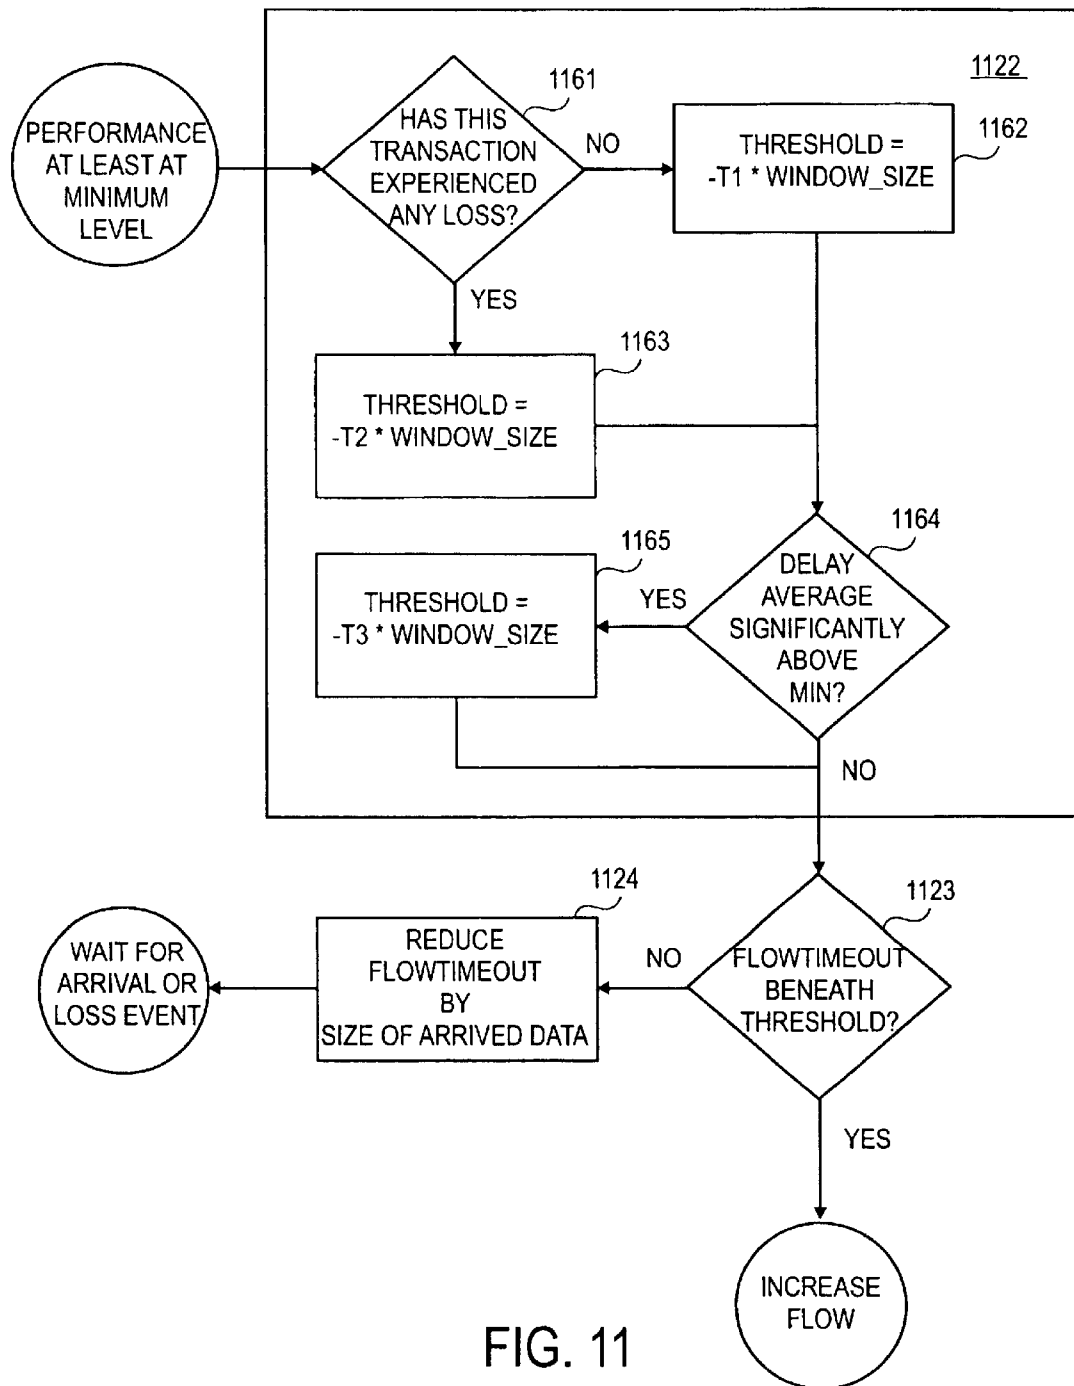 1122
1161
1162
PERFORMANCE
AT LEAST AT
MINIMUM
LEVEL
HAS THIS
TRANSACTION
EXPERIENCED
ANY LOSS?
NO
THRESHOLD =
-T1 * WINDOW_SIZE
YES
1163
THRESHOLD =
-T2 * WINDOW_SIZE
1164
DELAY
AVERAGE
SIGNIFICANTLY
ABOVE
MIN?
YES
1165
THRESHOLD =
-T3 * WINDOW_SIZE
NO
1123
FLOWTIMEOUT
BENEATH
THRESHOLD?
NO
1124
REDUCE
FLOWTIMEOUT
BY
SIZE OF ARRIVED DATA
WAIT FOR
ARRIVAL OR
LOSS EVENT
YES
INCREASE
FLOW
FIG. 11